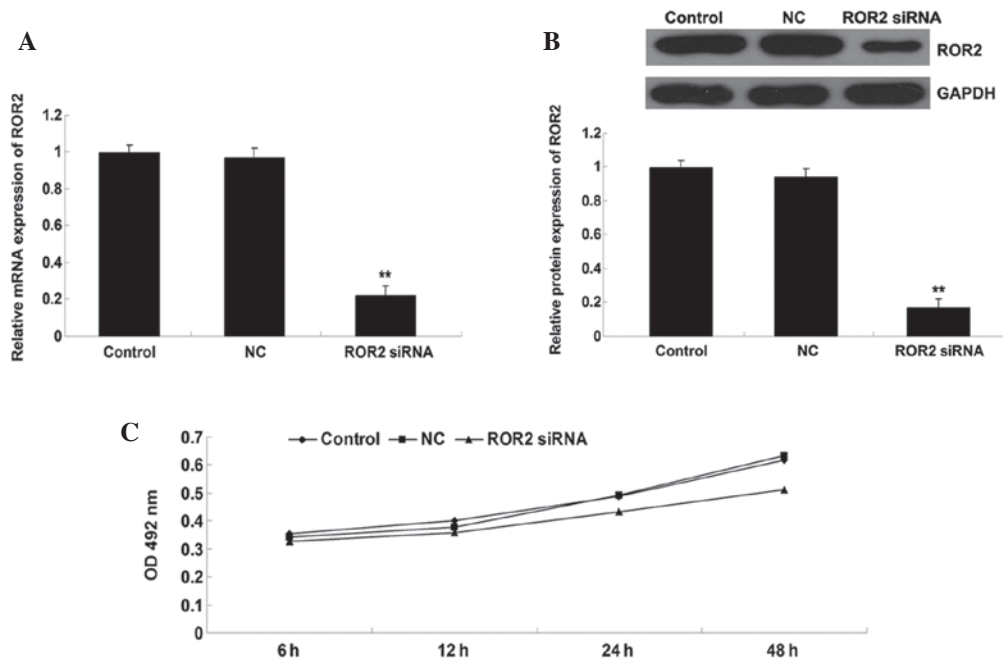 A
Relative mRNA expression of ROR2
1.2
1
0.8
0.6
0.4
0.2
0
**
Control NC ROR2 siRNA
B
Control NC ROR2 siRNA
ROR2
GAPDH
Relative protein expression of ROR2
1.2
1
0.8
0.6
0.4
0.2
0
**
Control NC ROR2 siRNA
C
Control NC ROR2 siRNA
OD 492 nm
0.7
0.6
0.5
0.4
0.3
0.2
0.1
0
6 h 12 h 24 h 48 h